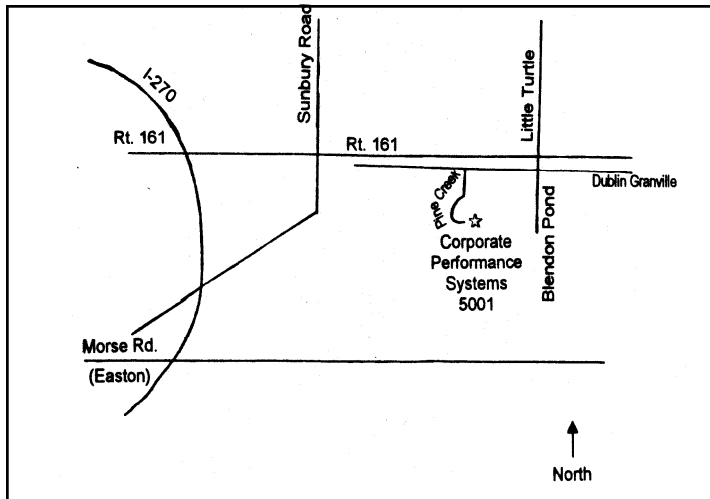 I-270
Sunbury Road
Little Turtle
Rt. 161
Rt. 161
Dublin Granville
Pine Creek
Blendon Pond
Corporate
Performance
Systems
5001
Morse Rd.
(Easton)
North